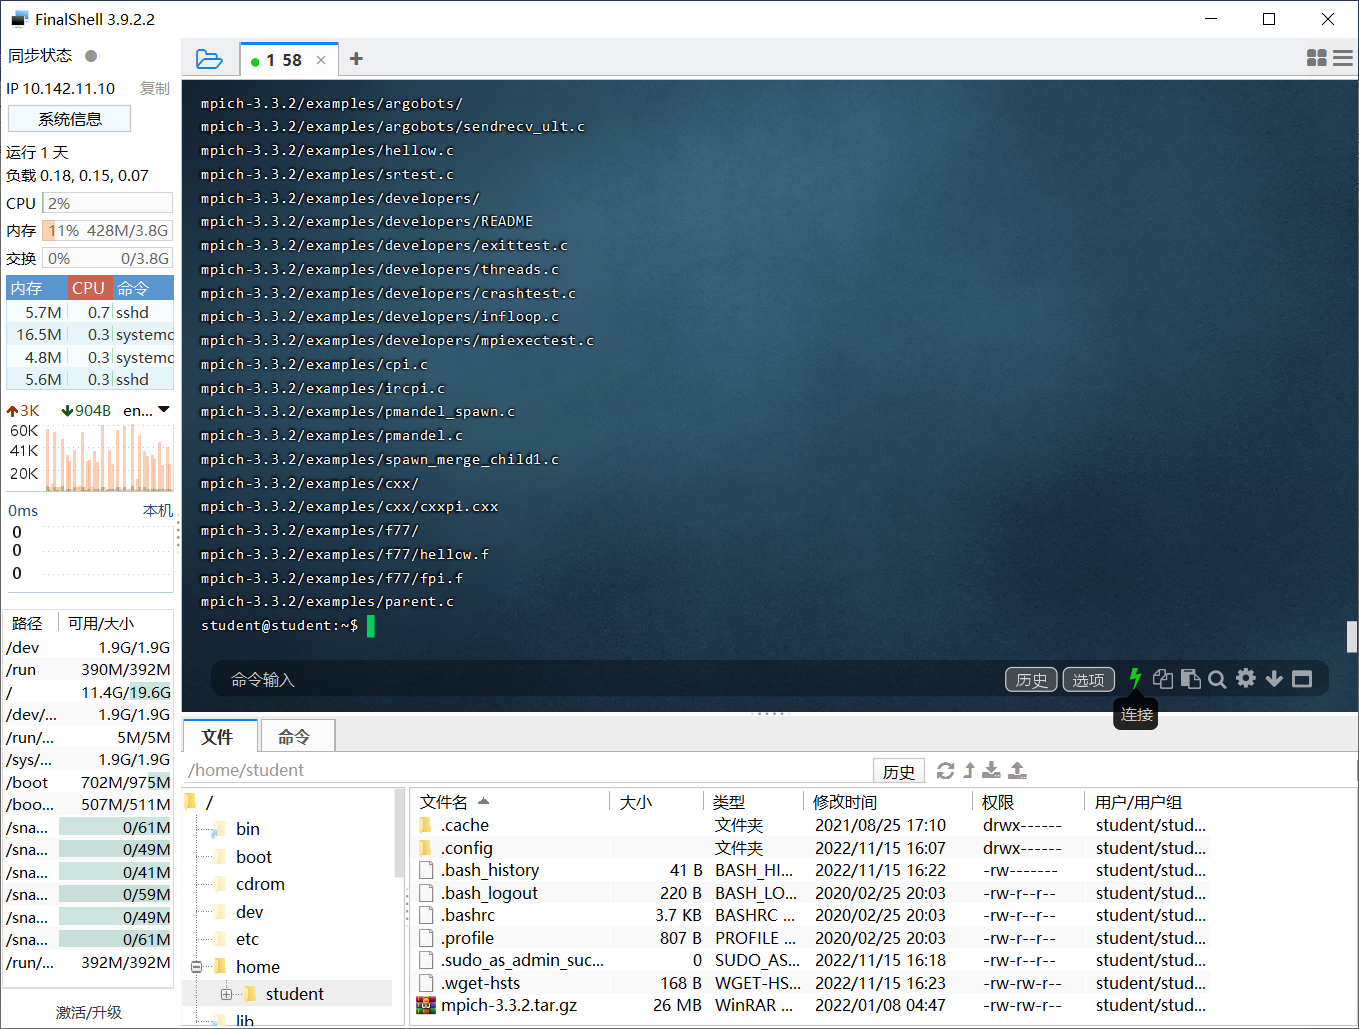 FinalShell 3.9.2.2
同步状态
IP 10.142.11.10 复制
系统信息
运行 1 天
负载 0.18, 0.15, 0.07
CPU 2%
内存 11% 428M/3.8G
交换 0% 0/3.8G
内存 CPU 命令
5.7M 0.7 sshd
16.5M 0.3 systemd
4.8M 0.3 systemd
5.6M 0.3 sshd
3K 904B en...
60K
41K
20K
0ms 本机
0
0
0
路径 可用/大小
/dev 1.9G/1.9G
/run 390M/392M
/ 11.4G/19.6G
/dev/... 1.9G/1.9G
/run/... 5M/5M
/sys/... 1.9G/1.9G
/boot 702M/975M
/boo... 507M/511M
/sna... 0/61M
/sna... 0/49M
/sna... 0/41M
/sna... 0/59M
/sna... 0/49M
/sna... 0/61M
/run/... 392M/392M
激活/升级
1 58
mpich-3.3.2/examples/argobots/
mpich-3.3.2/examples/argobots/sendrecv_ult.c
mpich-3.3.2/examples/hellow.c
mpich-3.3.2/examples/srtest.c
mpich-3.3.2/examples/developers/
mpich-3.3.2/examples/developers/README
mpich-3.3.2/examples/developers/exittest.c
mpich-3.3.2/examples/developers/threads.c
mpich-3.3.2/examples/developers/crashtest.c
mpich-3.3.2/examples/developers/infloop.c
mpich-3.3.2/examples/developers/mpiexectest.c
mpich-3.3.2/examples/cpi.c
mpich-3.3.2/examples/ircpi.c
mpich-3.3.2/examples/pmandel_spawn.c
mpich-3.3.2/examples/pmandel.c
mpich-3.3.2/examples/spawn_merge_child1.c
mpich-3.3.2/examples/cxx/
mpich-3.3.2/examples/cxx/cxxpi.cxx
mpich-3.3.2/examples/f77/
mpich-3.3.2/examples/f77/hellow.f
mpich-3.3.2/examples/f77/fpi.f
mpich-3.3.2/examples/parent.c
student@student:~$
命令输入 历史 选项
连接
文件 命令
/home/student 历史
/
bin
boot
cdrom
dev
etc
home
student
lib
文件名 大小 类型 修改时间 权限 用户/用户组
.cache 文件夹 2021/08/25 17:10 drwx------ student/stud...
.config 文件夹 2022/11/15 16:07 drwx------ student/stud...
.bash_history 41 B BASH_HI... 2022/11/15 16:22 -rw------- student/stud...
.bash_logout 220 B BASH_LO... 2020/02/25 20:03 -rw-r--r-- student/stud...
.bashrc 3.7 KB BASHRC ... 2020/02/25 20:03 -rw-r--r-- student/stud...
.profile 807 B PROFILE ... 2020/02/25 20:03 -rw-r--r-- student/stud...
.sudo_as_admin_suc... 0 SUDO_AS... 2022/11/15 16:18 -rw-r--r-- student/stud...
.wget-hsts 168 B WGET-HS... 2022/11/15 16:23 -rw-rw-r-- student/stud...
mpich-3.3.2.tar.gz 26 MB WinRAR ... 2022/01/08 04:47 -rw-rw-r-- student/stud...